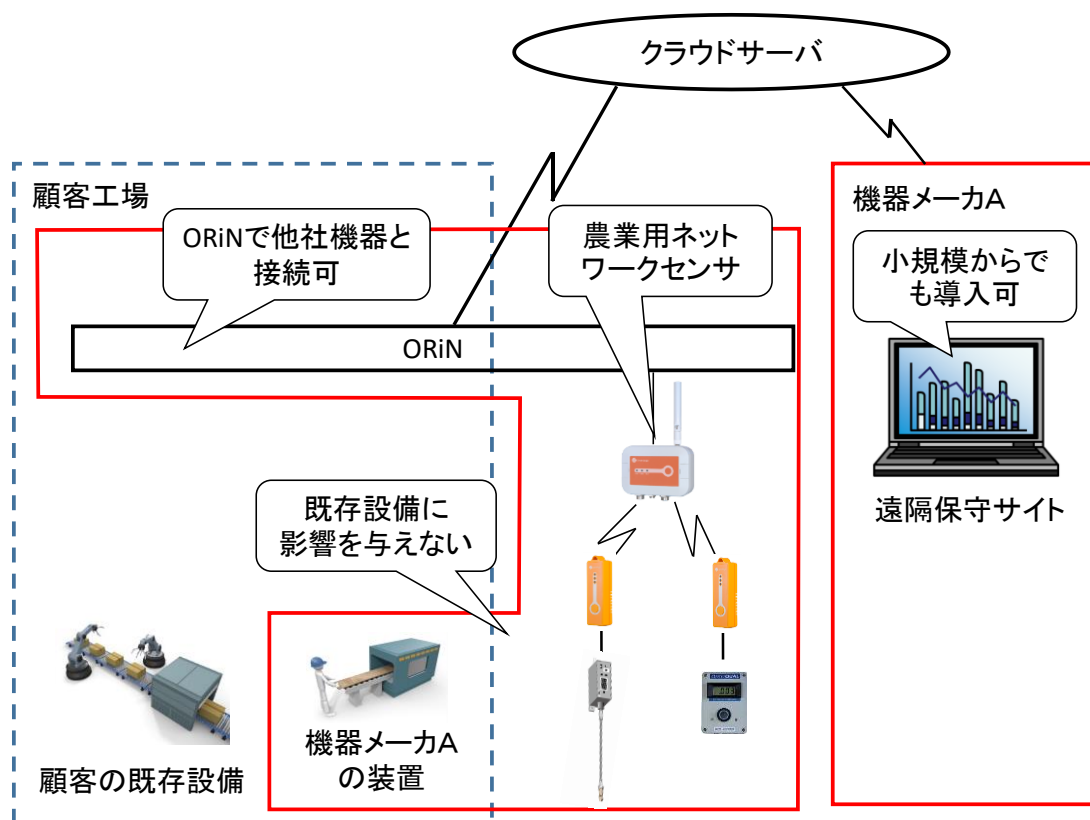 クラウドサーバ
顧客工場
ORiNで他社機器と
接続可
農業用ネット
ワークセンサ
機器メーカA
小規模からで
も導入可
ORiN
遠隔保守サイト
既存設備に
影響を与えない
顧客の既存設備
機器メーカA
の装置